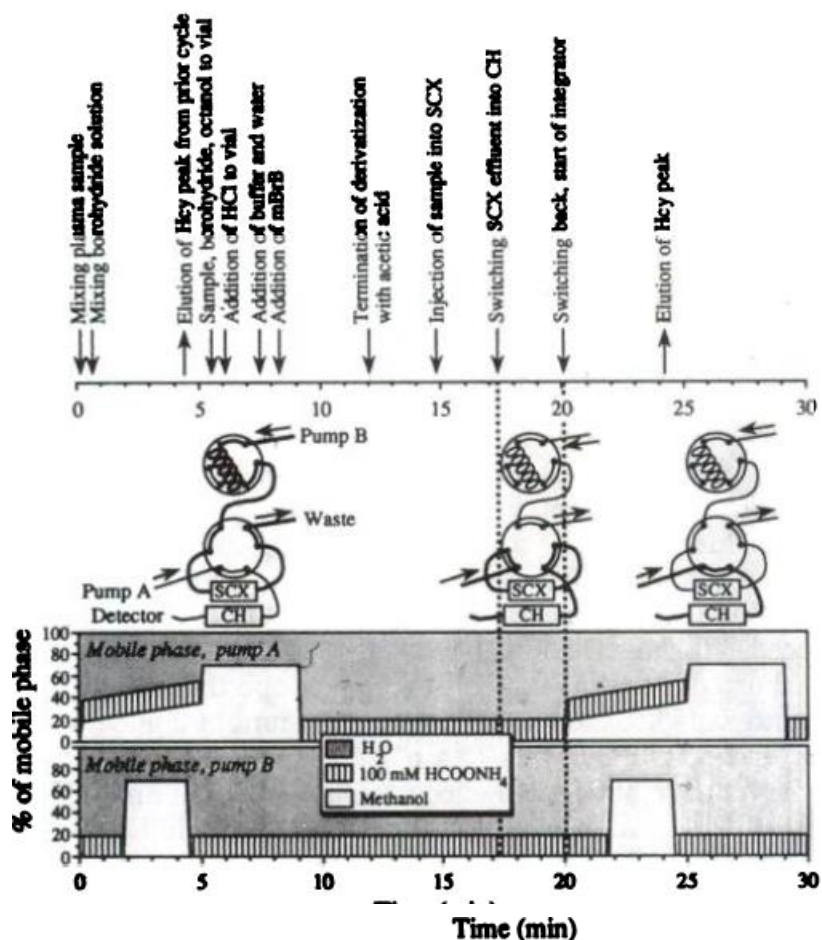 Mixing plasma sample
Mixing borohydride solution
Elution of Hcy peak from prior cycle
Sample, borohydride, octanol to vial
Addition of HCl to vial
Addition of buffer and water
Addition of mBrB
Termination of derivatization
with acetic acid
Injection of sample into SCX
Switching SCX effluent into CH
Switching back, start of integrator
Elution of Hcy peak
0 5 10 15 20 25 30
Pump B
Waste
Pump A
SCX
SCX
SCX
Detector
CH
CH
CH
% of mobile phase
100
80
60
40
20
0
Mobile phase, pump A
80
60
40
20
0
Mobile phase, pump B
H2O
100 mM HCOONH4
Methanol
0 5 10 15 20 25 30
Time (min)